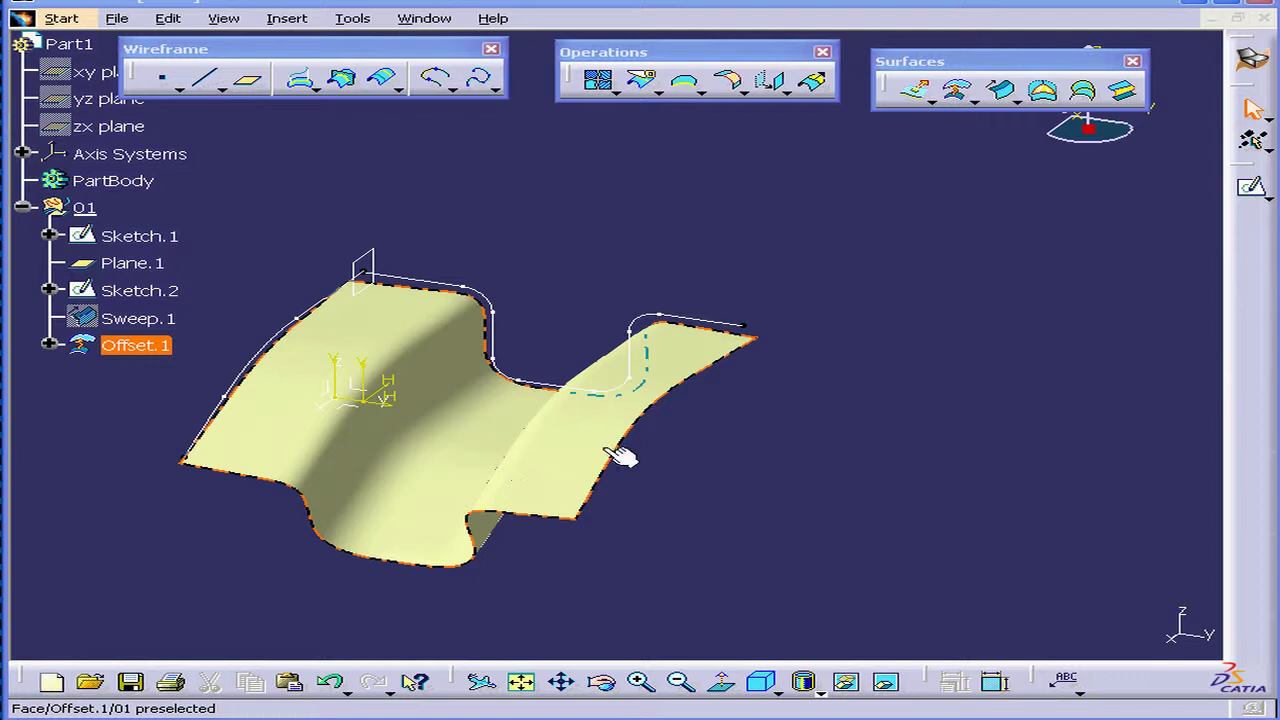 Start File Edit View Insert Tools Window Help
Part1
Wireframe
Operations
Surfaces
xy pl
yz plane
zx plane
Axis Systems
PartBody
01
Sketch.1
Plane.1
Sketch.2
Sweep.1
Offset.1
Y Y
z
H
H
z
x y
ABC
DS
CATIA
Face/Offset.1/01 preselected